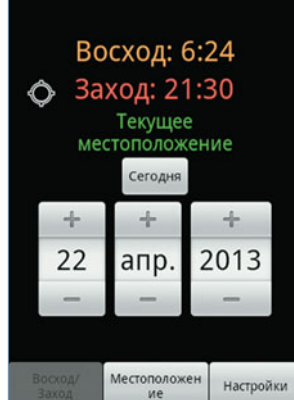 Восход: 6:24
Заход: 21:30
Текущее
местоположение
Сегодня
+ + +
22 апр. 2013
− − −
Восход/ Местоположен Настройки
Заход ие